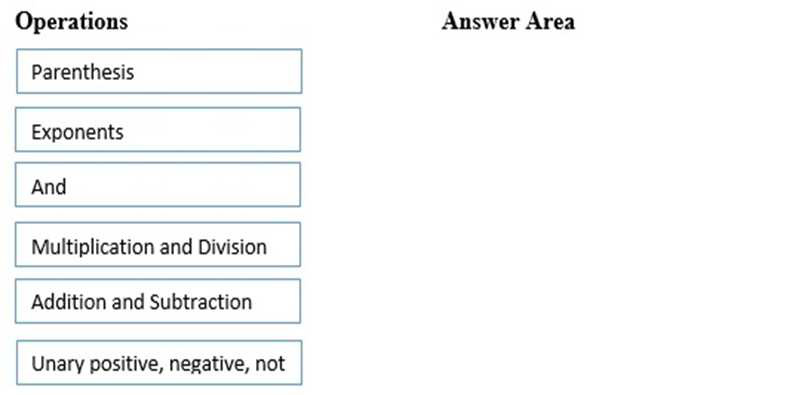 Operations
Answer Area
Parenthesis
Exponents
And
Multiplication and Division
Addition and Subtraction
Unary positive, negative, not